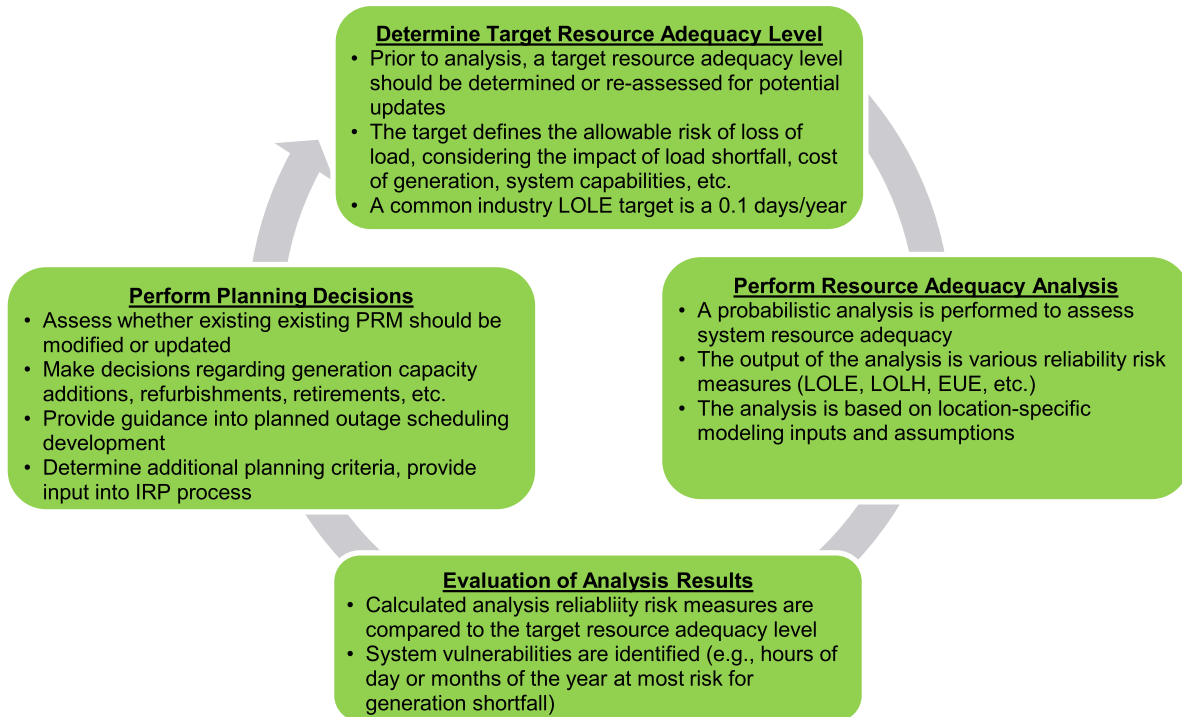 Determine Target Resource Adequacy Level
• Prior to analysis, a target resource adequacy level
should be determined or re-assessed for potential
updates
• The target defines the allowable risk of loss of
load, considering the impact of load shortfall, cost
of generation, system capabilities, etc.
• A common industry LOLE target is a 0.1 days/year
Perform Resource Adequacy Analysis
• A probabilistic analysis is performed to assess
system resource adequacy
• The output of the analysis is various reliability risk
measures (LOLE, LOLH, EUE, etc.)
• The analysis is based on location-specific
modeling inputs and assumptions
Evaluation of Analysis Results
• Calculated analysis reliabliity risk measures are
compared to the target resource adequacy level
• System vulnerabilities are identified (e.g., hours of
day or months of the year at most risk for
generation shortfall)
Perform Planning Decisions
• Assess whether existing existing PRM should be
modified or updated
• Make decisions regarding generation capacity
additions, refurbishments, retirements, etc.
• Provide guidance into planned outage scheduling
development
• Determine additional planning criteria, provide
input into IRP process